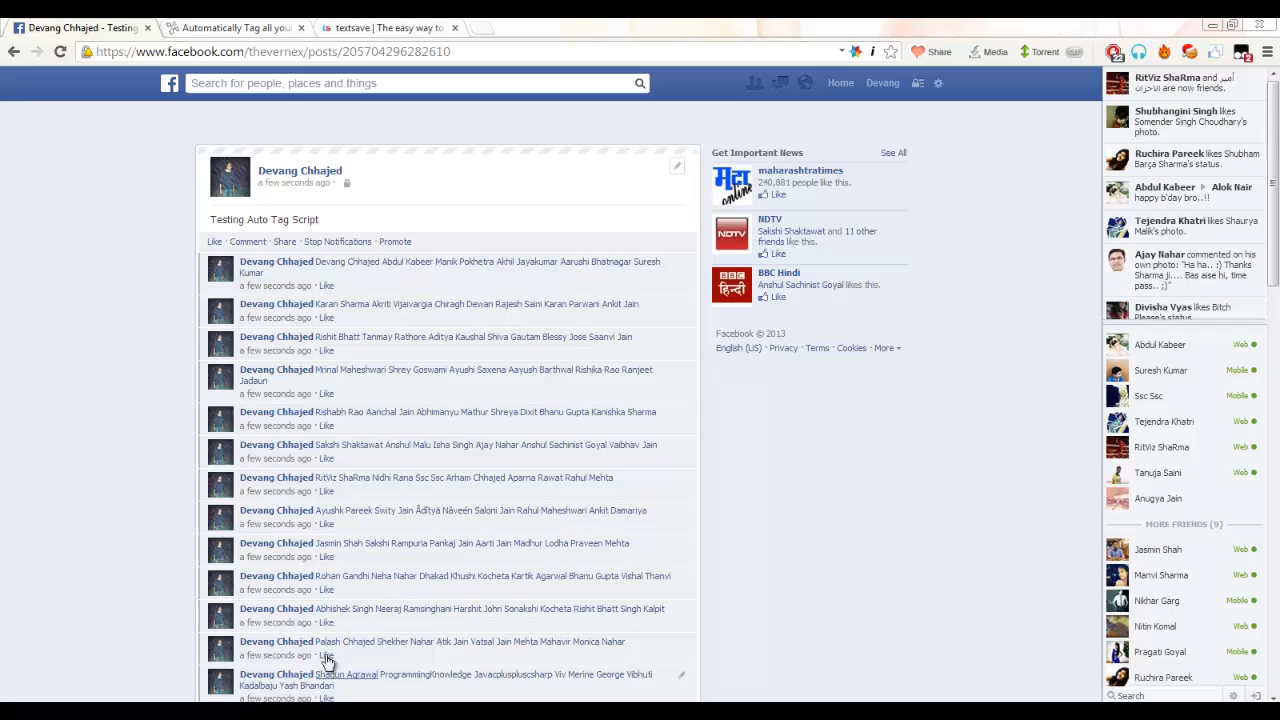 Devang Chhajed - Testing
Automatically Tag all your
ts textsave | The easy way to
https://www.facebook.com/thevernex/posts/205704296282610
Share
Media
Torrent
22
2
Search for people, places and things
Home
Devang
Devang Chhajed
a few seconds ago ·
Testing Auto Tag Script
Like · Comment · Share · Stop Notifications · Promote
Devang Chhajed Devang Chhajed Abdul Kabeer Manik Pokhetra Akhil Jayakumar Aarushi Bhatnagar Suresh
Kumar
a few seconds ago · Like
Devang Chhajed Karan Sharma Akriti Vijaivargia Chiragh Dewan Rajesh Saini Karan Parwani Ankit Jain
a few seconds ago · Like
Devang Chhajed Rishit Bhatt Tanmay Rathore Aditya Kaushal Shiva Gautam Blessy Jose Saanvi Jain
a few seconds ago · Like
Devang Chhajed Mrinal Maheshwari Shrey Goswami Ayushi Saxena Aayush Barthwal Rishika Rao Ranjeet
Jadaun
a few seconds ago · Like
Devang Chhajed Rishabh Rao Aanchal Jain Abhimanyu Mathur Shreya Dixit Bhanu Gupta Kanishka Sharma
a few seconds ago · Like
Devang Chhajed Sakshi Shaktawat Anshul Malu Isha Singh Ajay Nahar Anshul Sachinist Goyal Vaibhav Jain
a few seconds ago · Like
Devang Chhajed RitViz ShaRma Nidhi Rana Ssc Ssc Arham Chhajed Aparna Rawat Rahul Mehta
a few seconds ago · Like
Devang Chhajed Ayushk Pareek Swity Jain Ãdîtyä Nâveén Saloni Jain Rahul Maheshwari Ankit Damariya
a few seconds ago · Like
Devang Chhajed Jasmin Shah Sakshi Rampuria Pankaj Jain Aarti Jain Madhur Lodha Praveen Mehta
a few seconds ago · Like
Devang Chhajed Rohan Gandhi Neha Nahar Dhakad Khushi Kocheta Kartik Agarwal Bhanu Gupta Vishal Thanvi
a few seconds ago · Like
Devang Chhajed Abhishek Singh Neeraj Ramsinghani Harshit Johri Sonakshi Kocheta Rishit Bhatt Singh Kalpit
a few seconds ago · Like
Devang Chhajed Palash Chhajed Shekher Nahar Atik Jain Vatsal Jain Mehta Mahavir Monica Nahar
a few seconds ago · Like
Devang Chhajed Shagun Agrawal ProgrammingKnowledge Javacpluspluscsharp Viv Merine George Vibhuti
Kadalbaju Yash Bhandari
a few seconds ago · Like
Get Important News
See All
मटा
online
maharashtratimes
240,881 people like this.
Like
NDTV
NDTV
Sakshi Shaktawat and 11 other
friends like this.
Like
BBC
हिन्दी
BBC Hindi
Anshul Sachinist Goyal likes this.
Like
Facebook © 2013
English (US) · Privacy · Terms · Cookies · More
RitViz ShaRma and أمير
الاحزان are now friends.
Shubhangini Singh likes
Somender Singh Choudhary's
photo.
Ruchira Pareek likes Shubham
Barça Sharma's status.
Abdul Kabeer Alok Nair
happy b'day bro..!!
Tejendra Khatri likes Shaurya
Malik's photo.
Ajay Nahar commented on his
own photo: "Ha ha.. :) Thanks
Sharma ji.... Bas aise hi, time
pass.. ;)"
Divisha Vyas likes Bitch
Please's status.
Abdul Kabeer Web
Suresh Kumar Mobile
Ssc Ssc Mobile
Tejendra Khatri Web
RitViz ShaRma Web
Tanuja Saini Web
Anugya Jain
MORE FRIENDS (9)
Jasmin Shah Web
Manvi Sharma Web
Nikhar Garg Mobile
Nitin Komal Web
Pragati Goyal Mobile
Ruchira Pareek Web
Search